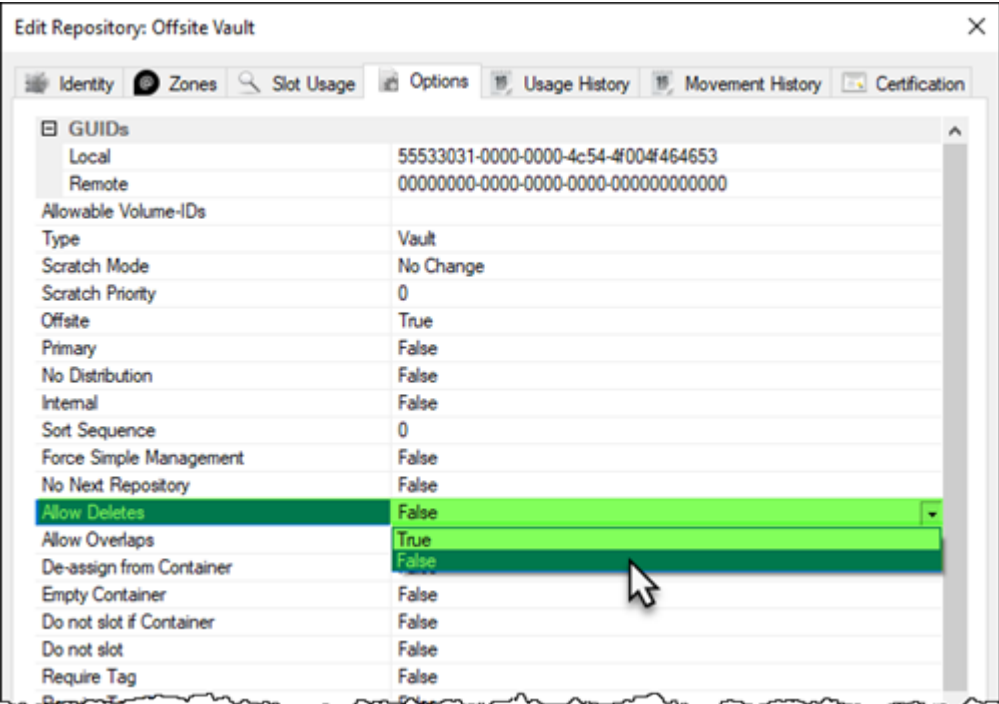 Edit Repository: Offsite Vault
Identity Zones Slot Usage Options Usage History Movement History Certification
GUIDs
Local 55533031-0000-0000-4c54-4f004f464653
Remote 00000000-0000-0000-0000-000000000000
Allowable Volume-IDs
Type Vault
Scratch Mode No Change
Scratch Priority 0
Offsite True
Primary False
No Distribution False
Internal False
Sort Sequence 0
Force Simple Management False
No Next Repository False
Allow Deletes False
Allow Overlaps True
De-assign from Container False
Empty Container False
Do not slot if Container False
Do not slot False
Require Tag False